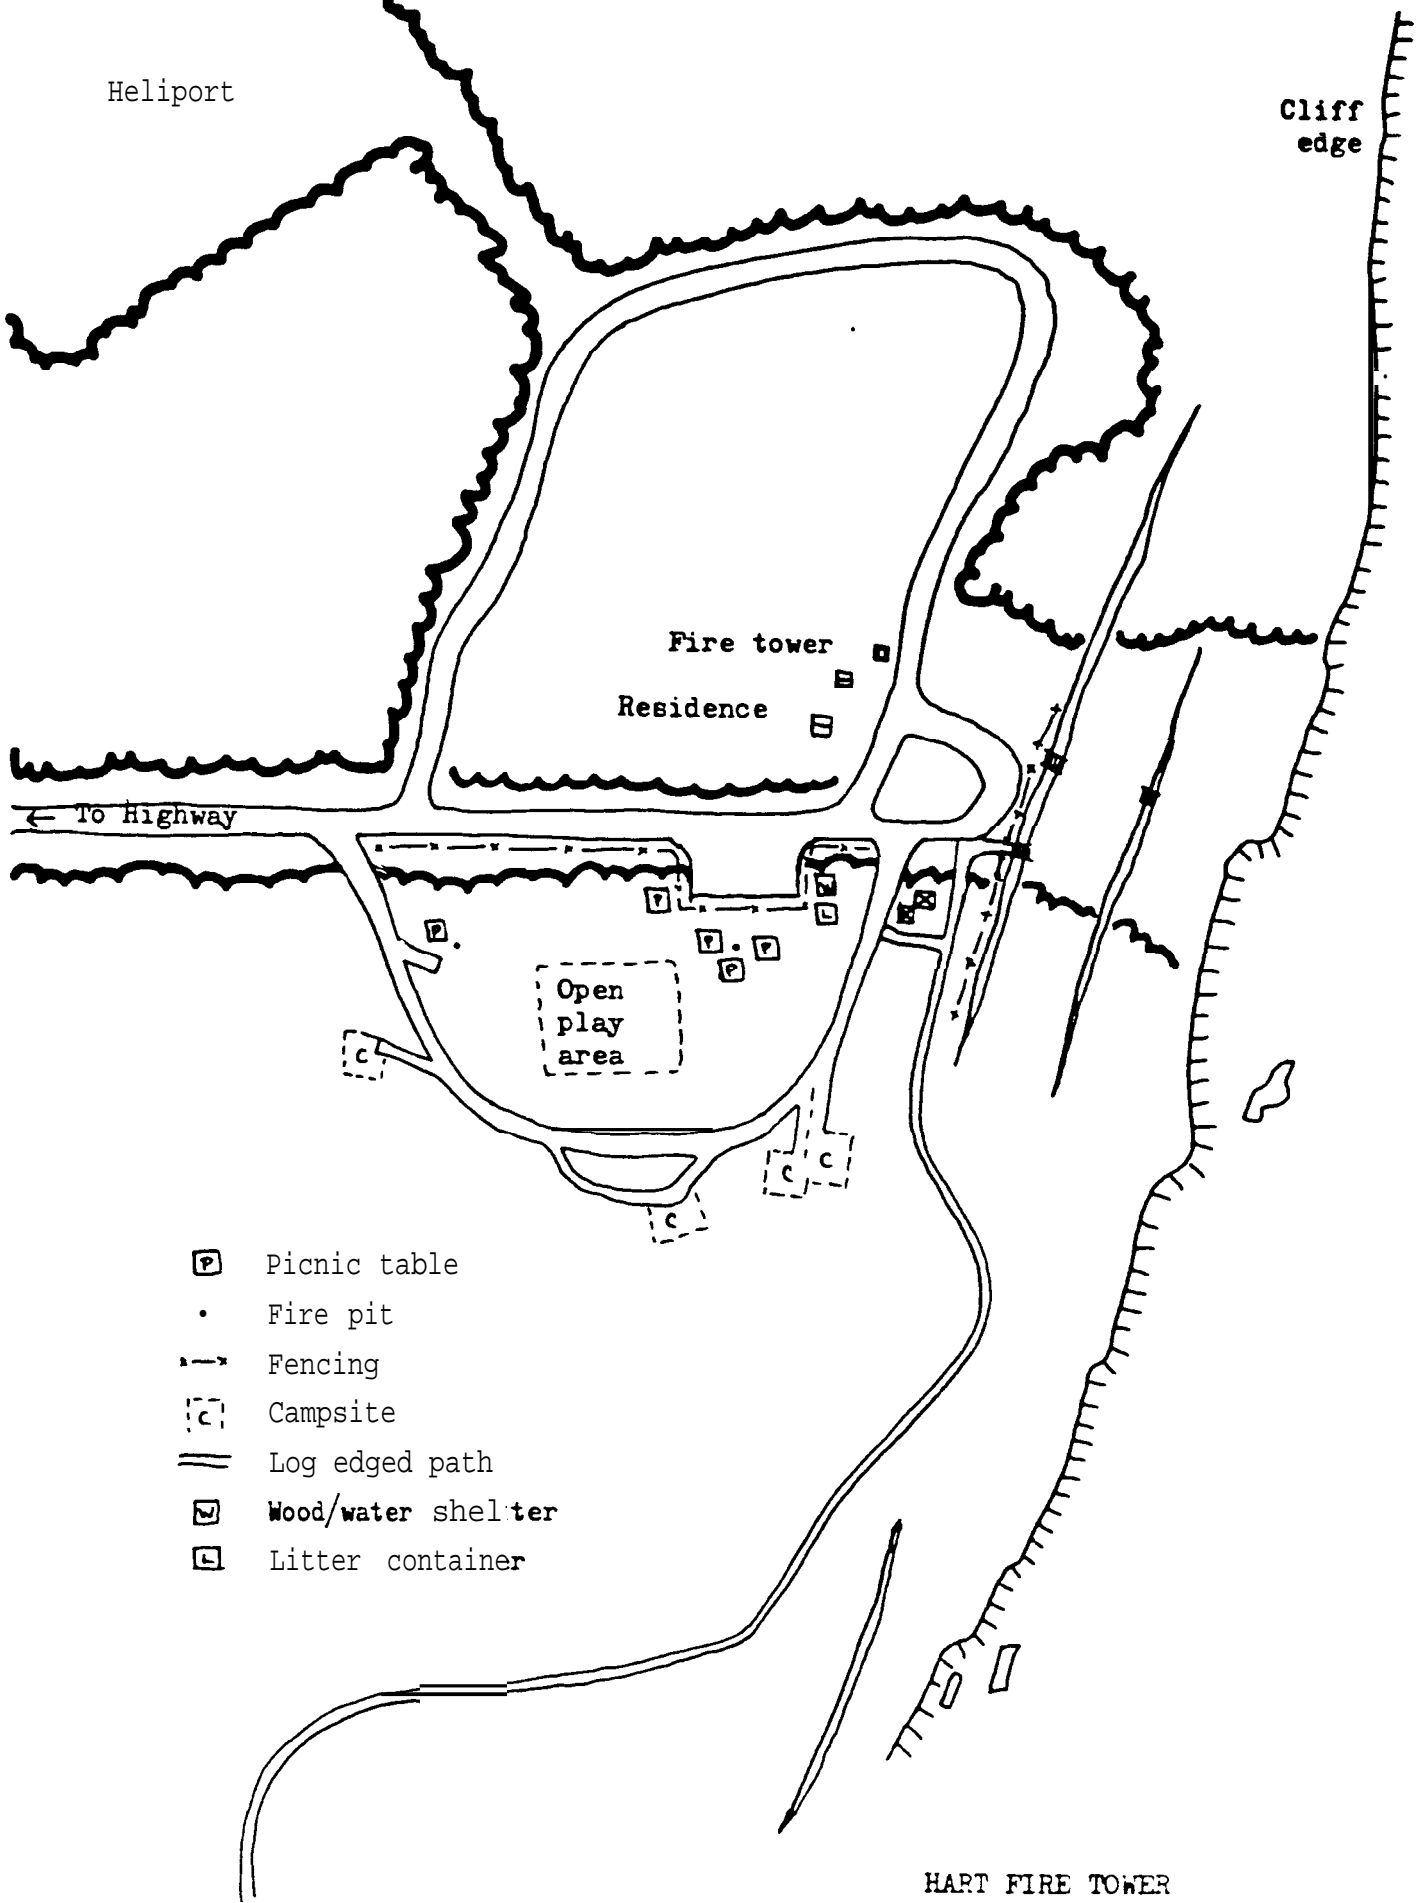 Heliport
Cliff
edge
Fire tower
Residence
← To Highway
W
P
L
P
P
P
P
Open
play
area
C
C
C
C
P Picnic table
Fire pit
Fencing
C Campsite
Log edged path
W Wood/water shelter
L Litter container
HART FIRE TOWER